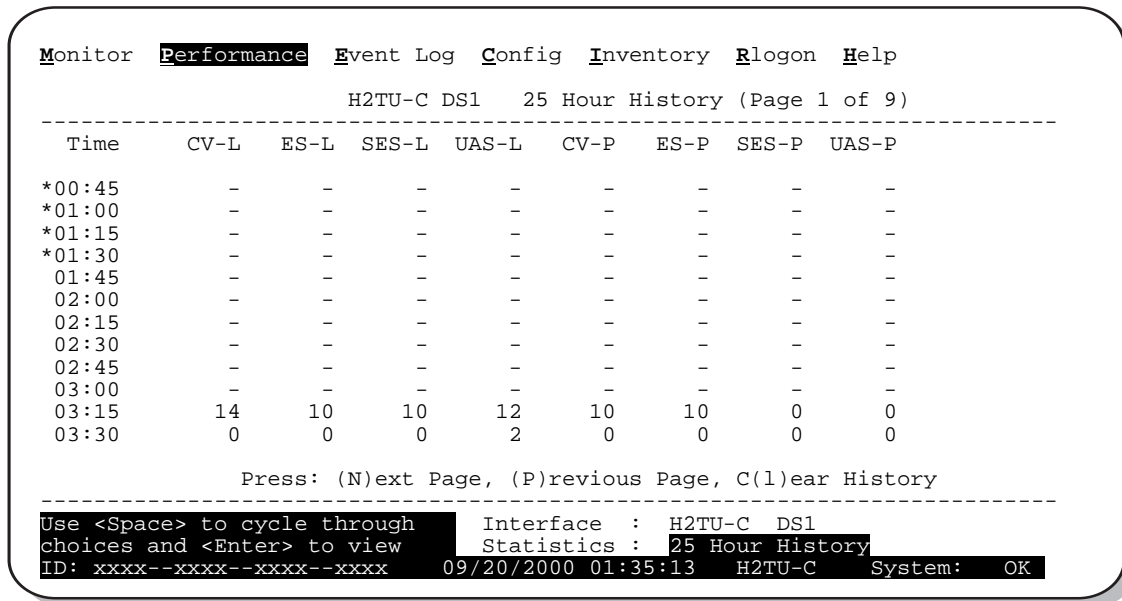 Monitor Performance Event Log Config Inventory Rlogon Help
H2TU-C DS1 25 Hour History (Page 1 of 9)
Time CV-L ES-L SES-L UAS-L CV-P ES-P SES-P UAS-P
*00:45 - - - - - - - -
*01:00 - - - - - - - -
*01:15 - - - - - - - -
*01:30 - - - - - - - -
01:45 - - - - - - - -
02:00 - - - - - - - -
02:15 - - - - - - - -
02:30 - - - - - - - -
02:45 - - - - - - - -
03:00 - - - - - - - -
03:15 14 10 10 12 10 10 0 0
03:30 0 0 0 2 0 0 0 0
Press: (N)ext Page, (P)revious Page, C(l)ear History
Use <Space> to cycle through Interface : H2TU-C DS1
choices and <Enter> to view Statistics : 25 Hour History
ID: xxxx--xxxx--xxxx--xxxx 09/20/2000 01:35:13 H2TU-C System: OK